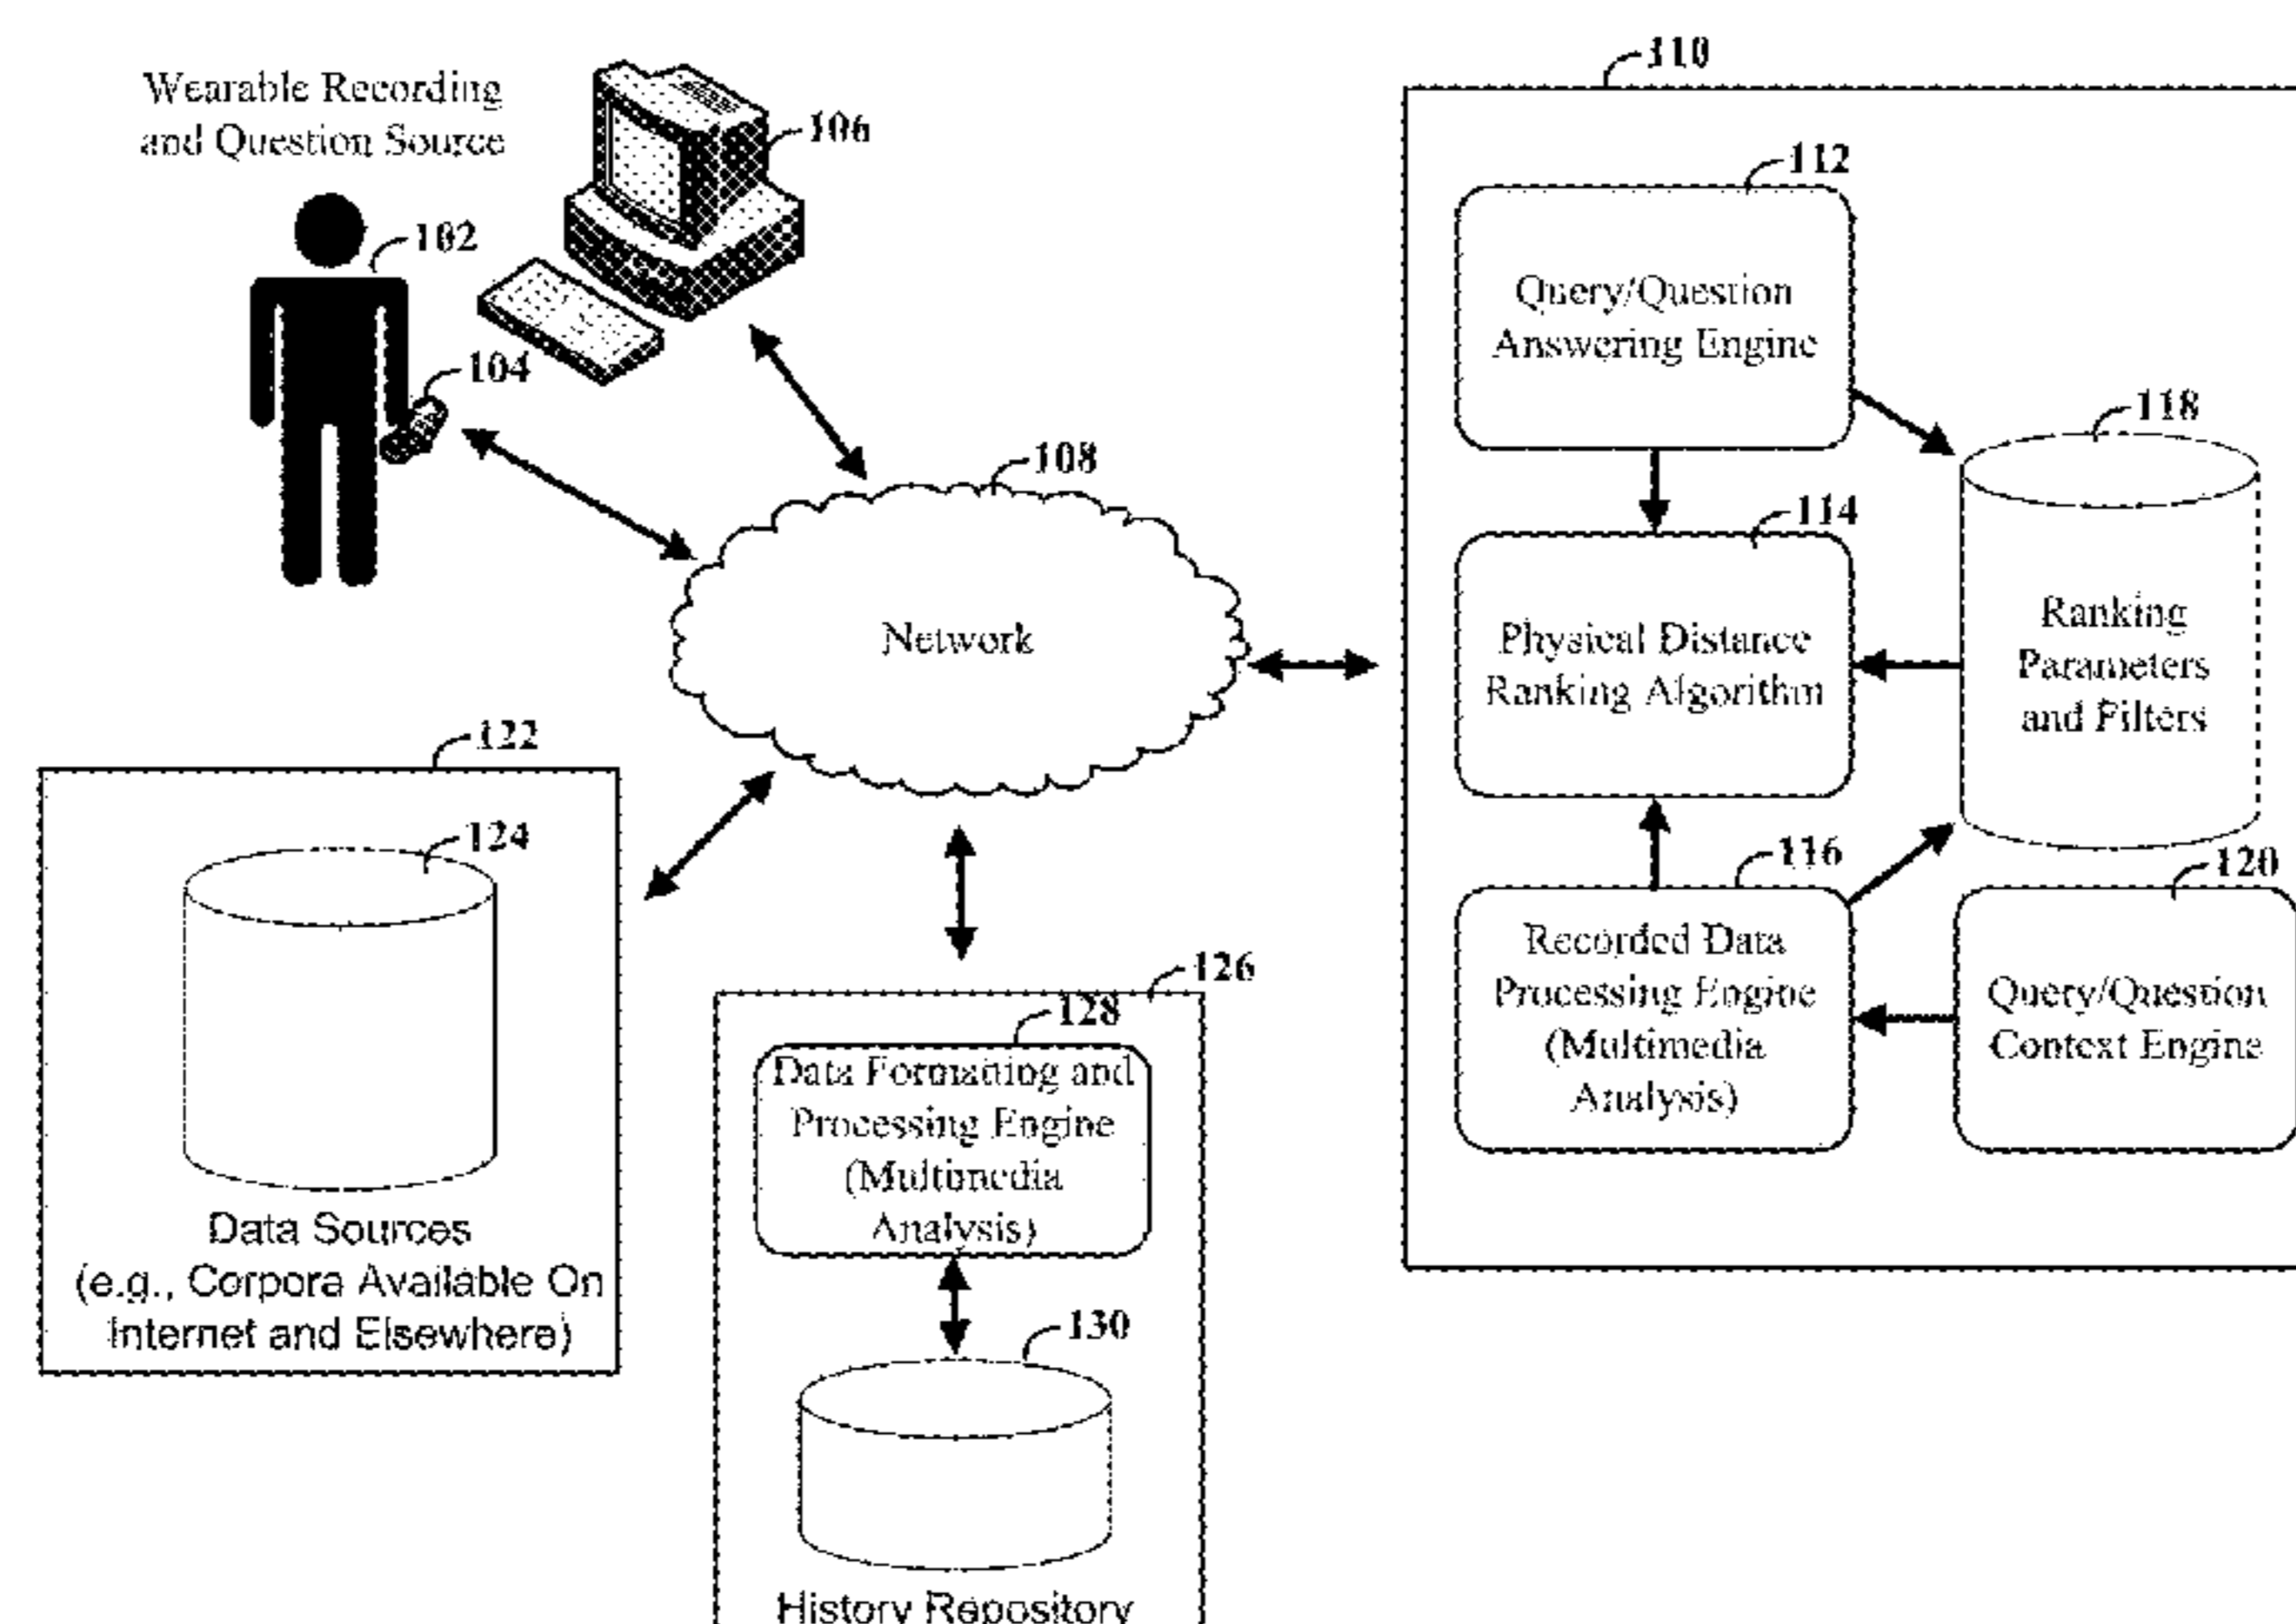 Wearable Recording
and Question Source
106
102
104
108
Network
110
112
Query/Question
Answering Engine
118
Ranking
Parameters
and Filters
114
Physical Distance
Ranking Algorithm
116
Recorded Data
Processing Engine
(Multimedia
Analysis)
120
Query/Question
Context Engine
122
124
Data Sources
(e.g., Corpora Available On
Internet and Elsewhere)
126
128
Data Formatting and
Processing Engine
(Multimedia
Analysis)
130
History Repository